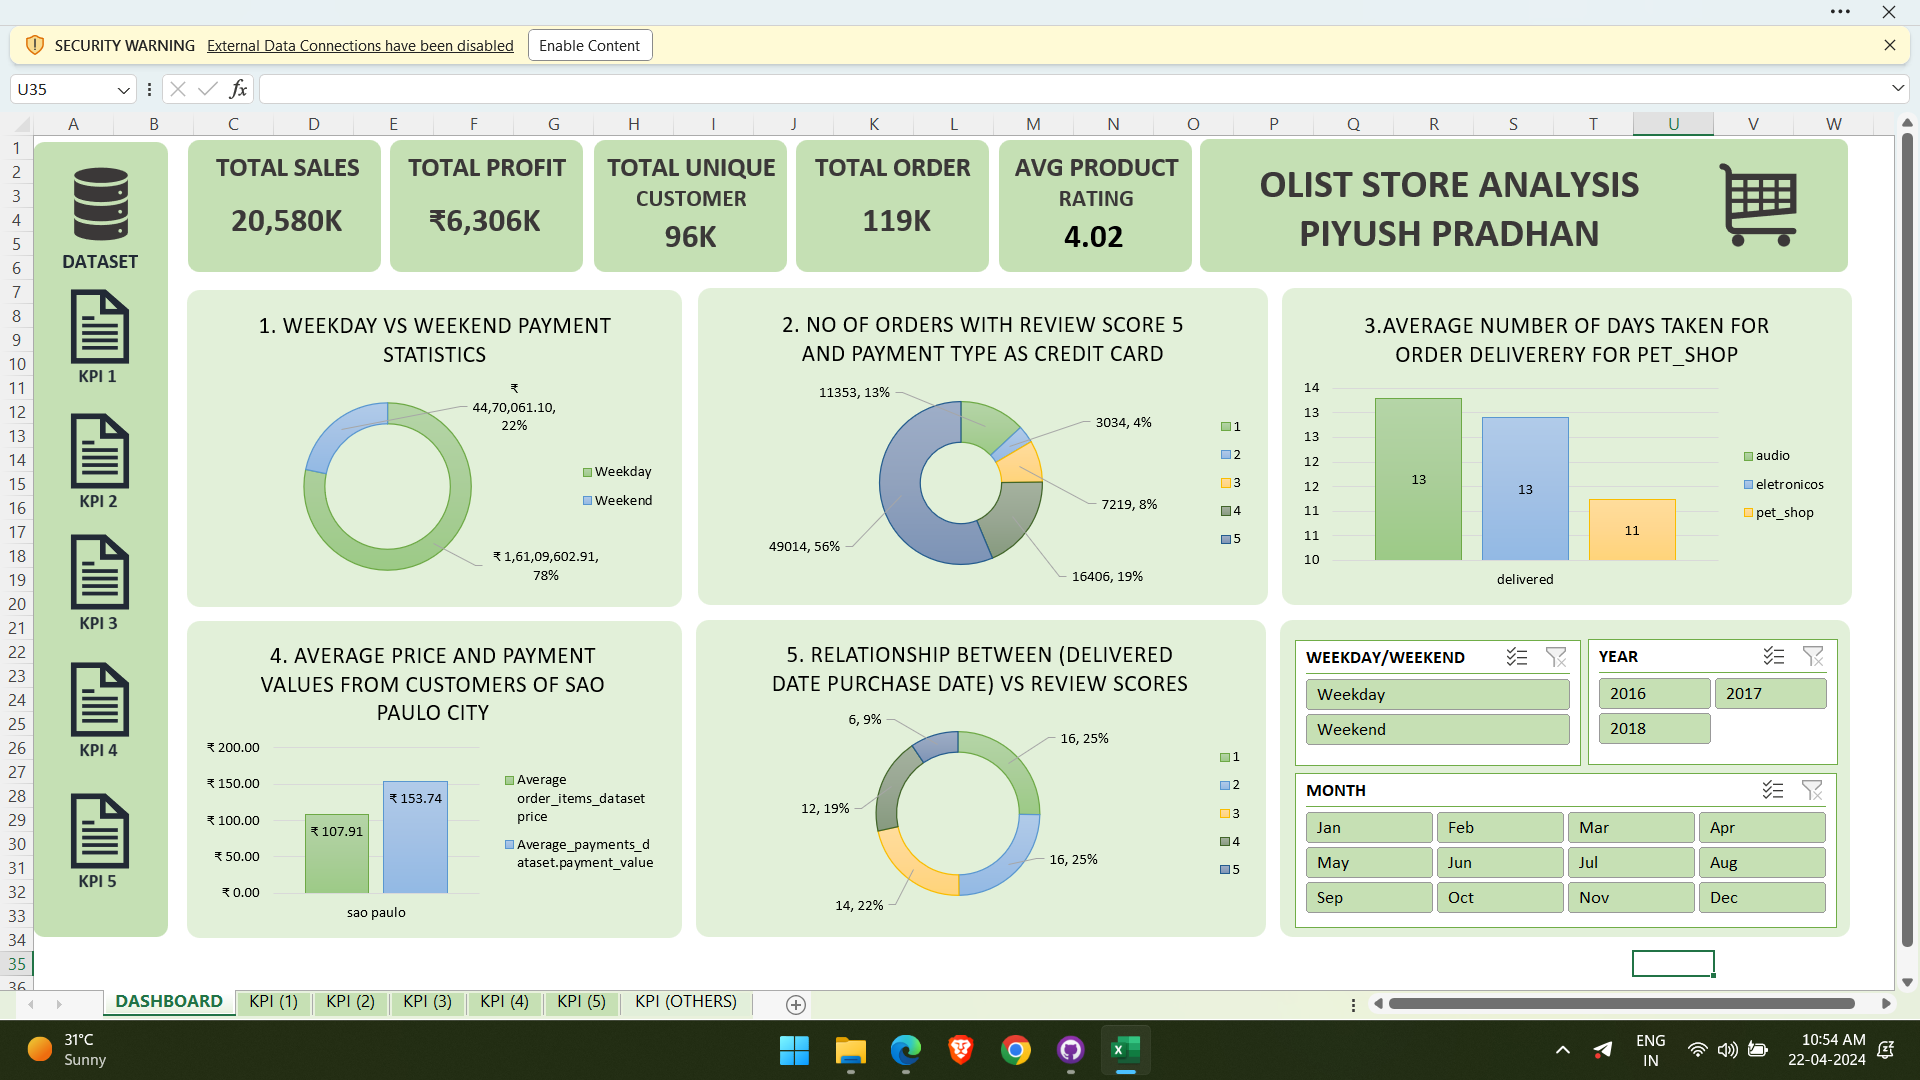 SECURITY WARNING External Data Connections have been disabled Enable Content
U35
fx
A B C D E F G H I J K L M N O P Q R S T U V W
1
2
3
4
5
6
7
8
9
10
11
12
13
14
15
16
17
18
19
20
21
22
23
24
25
26
27
28
29
30
31
32
33
34
35
36
DATASET
KPI 1
KPI 2
KPI 3
KPI 4
KPI 5
TOTAL SALES
20,580K
TOTAL PROFIT
₹6,306K
TOTAL UNIQUE
CUSTOMER
96K
TOTAL ORDER
119K
AVG PRODUCT
RATING
4.02
OLIST STORE ANALYSIS
PIYUSH PRADHAN
1. WEEKDAY VS WEEKEND PAYMENT
STATISTICS
₹
44,70,061.10,
22%
Weekday
Weekend
₹ 1,61,09,602.91,
78%
2. NO OF ORDERS WITH REVIEW SCORE 5
AND PAYMENT TYPE AS CREDIT CARD
11353, 13%
3034, 4%
7219, 8%
49014, 56%
16406, 19%
1
2
3
4
5
3.AVERAGE NUMBER OF DAYS TAKEN FOR
ORDER DELIVERERY FOR PET_SHOP
14
13
13
12
12
11
11
10
13
13
11
delivered
audio
eletronicos
pet_shop
4. AVERAGE PRICE AND PAYMENT
VALUES FROM CUSTOMERS OF SAO
PAULO CITY
₹ 200.00
₹ 150.00
₹ 100.00
₹ 50.00
₹ 0.00
₹ 107.91
₹ 153.74
sao paulo
Average
order_items_dataset
price
Average_payments_d
ataset.payment_value
5. RELATIONSHIP BETWEEN (DELIVERED
DATE PURCHASE DATE) VS REVIEW SCORES
6, 9%
16, 25%
12, 19%
16, 25%
14, 22%
1
2
3
4
5
WEEKDAY/WEEKEND
Weekday
Weekend
YEAR
2016 2017
2018
MONTH
Jan Feb Mar Apr
May Jun Jul Aug
Sep Oct Nov Dec
DASHBOARD KPI (1) KPI (2) KPI (3) KPI (4) KPI (5) KPI (OTHERS)
31°C
Sunny
ENG
IN
10:54 AM
22-04-2024